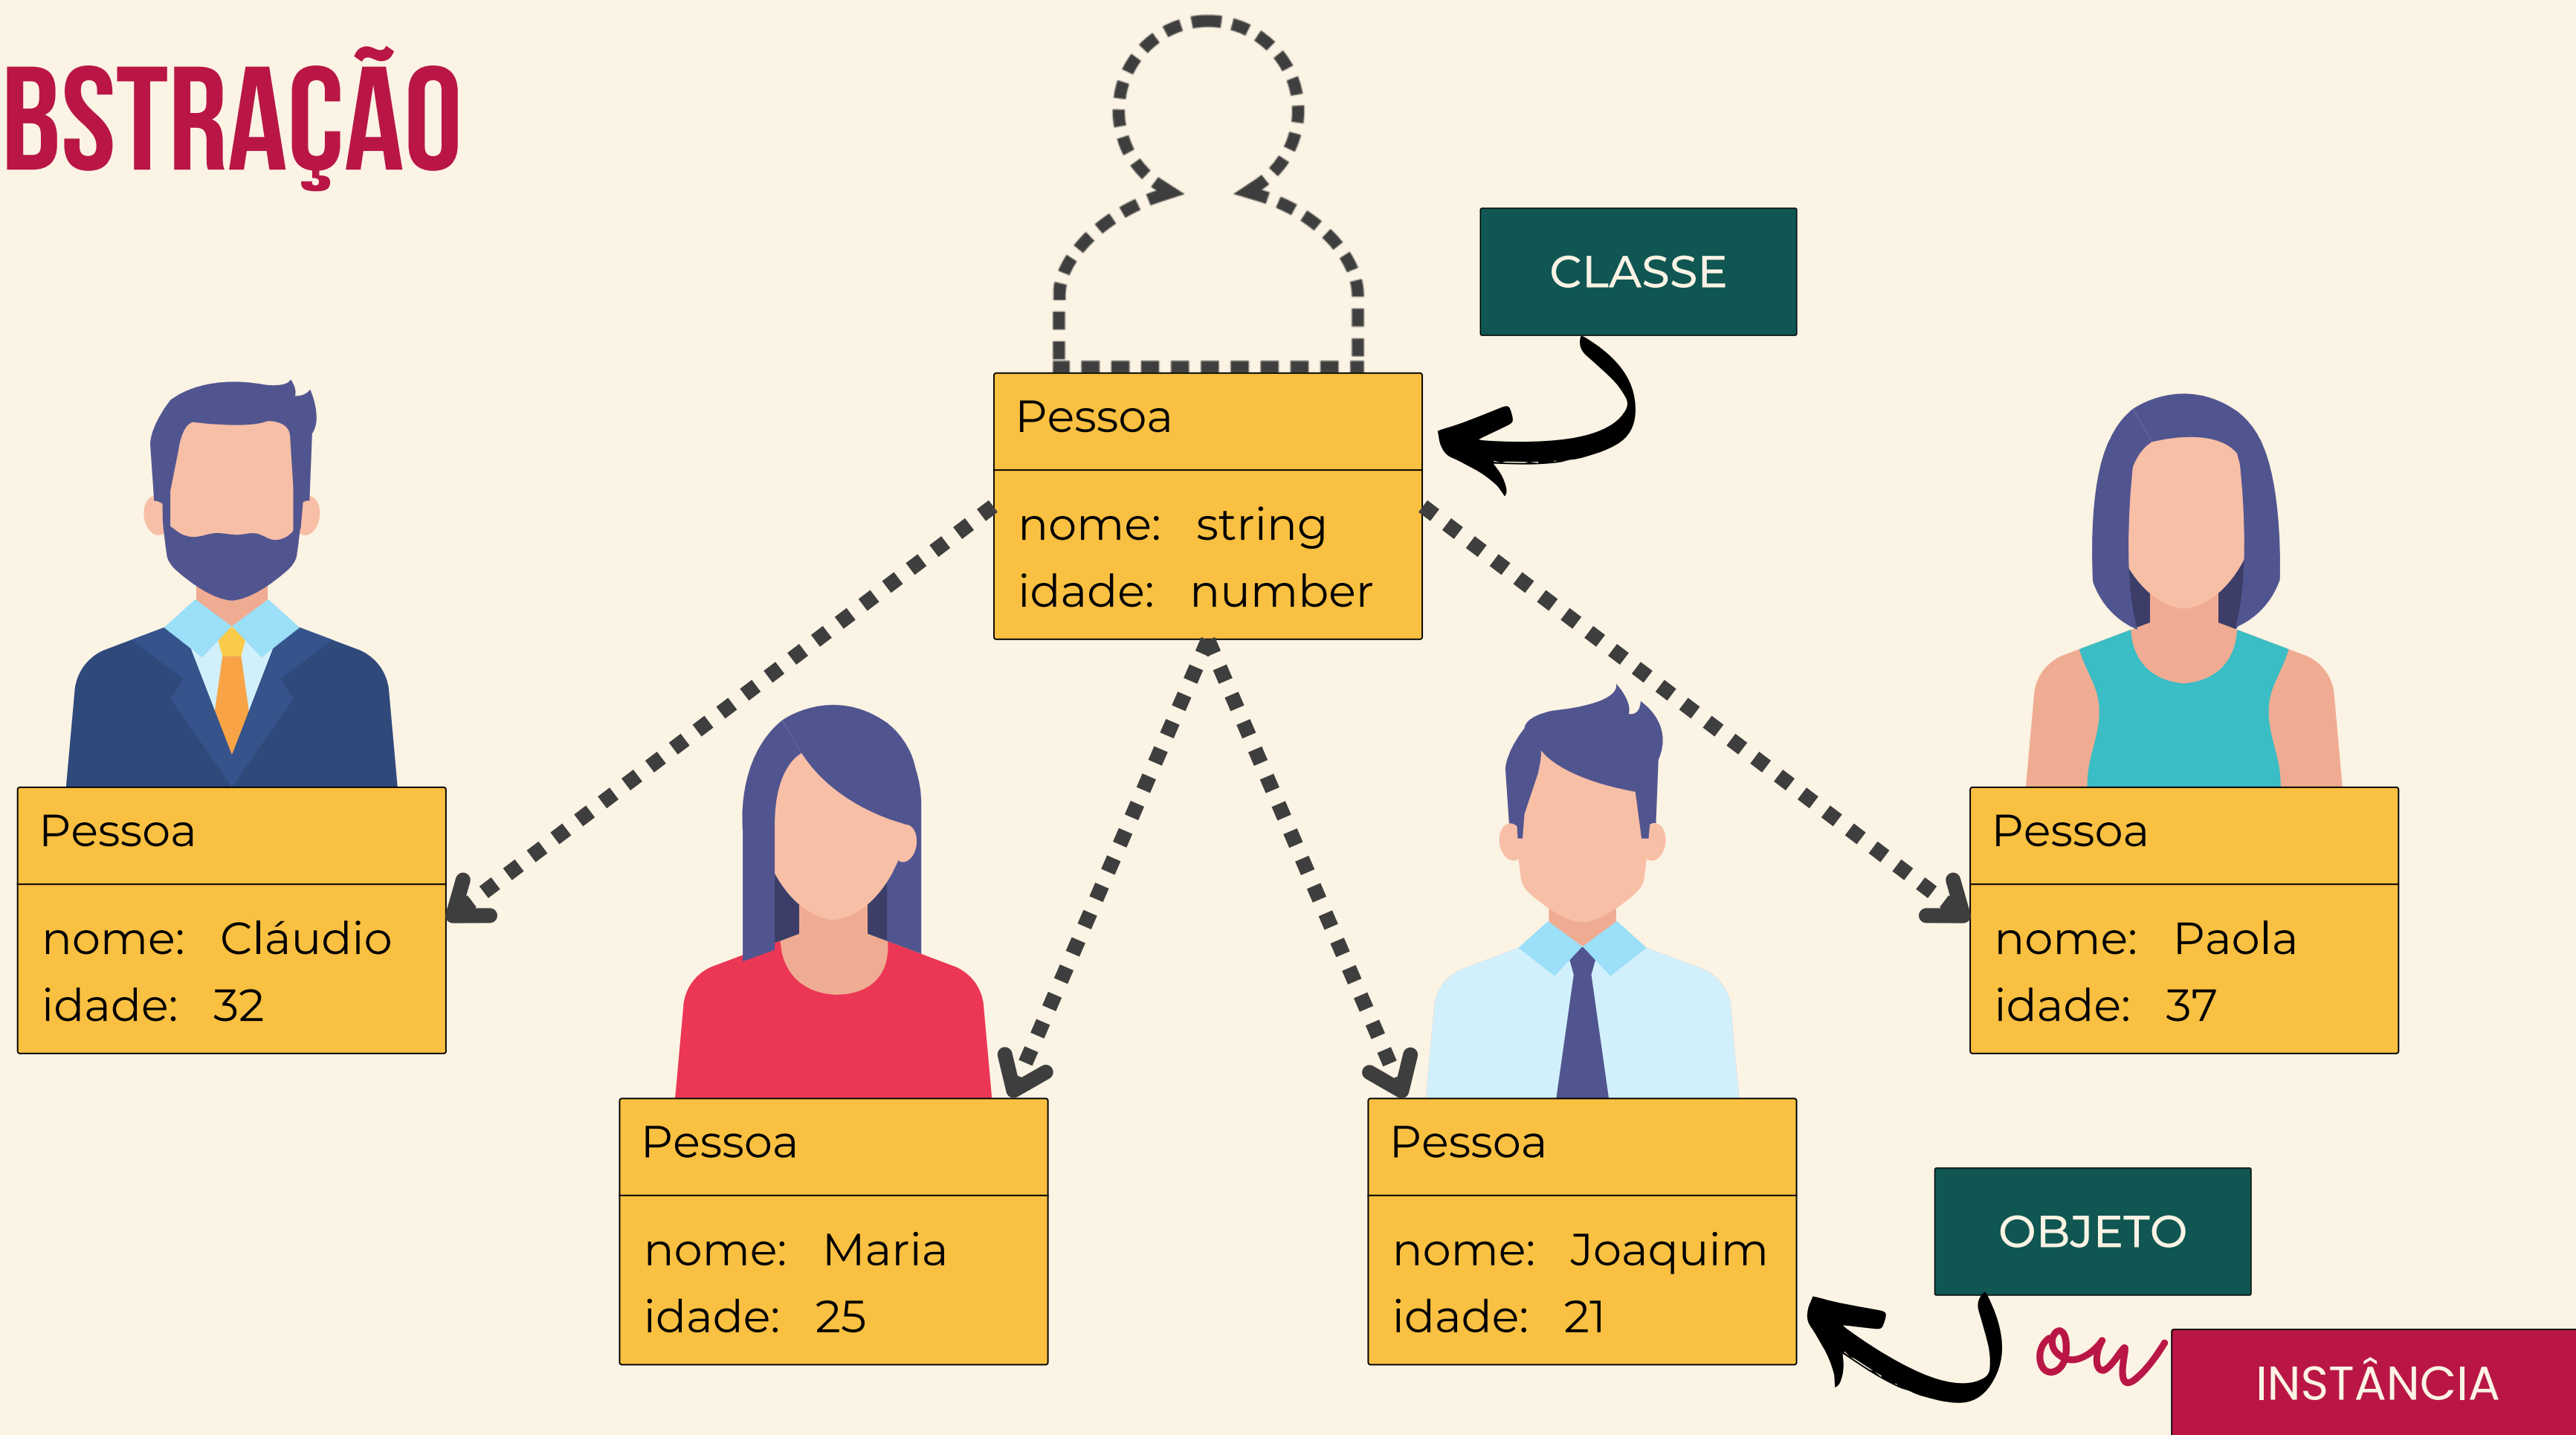 BSTRAÇÃO
CLASSE
Pessoa
nome: string
idade: number
Pessoa
nome: Cláudio
idade: 32
Pessoa
nome: Maria
idade: 25
Pessoa
nome: Joaquim
idade: 21
Pessoa
nome: Paola
idade: 37
OBJETO
ou
INSTÂNCIA